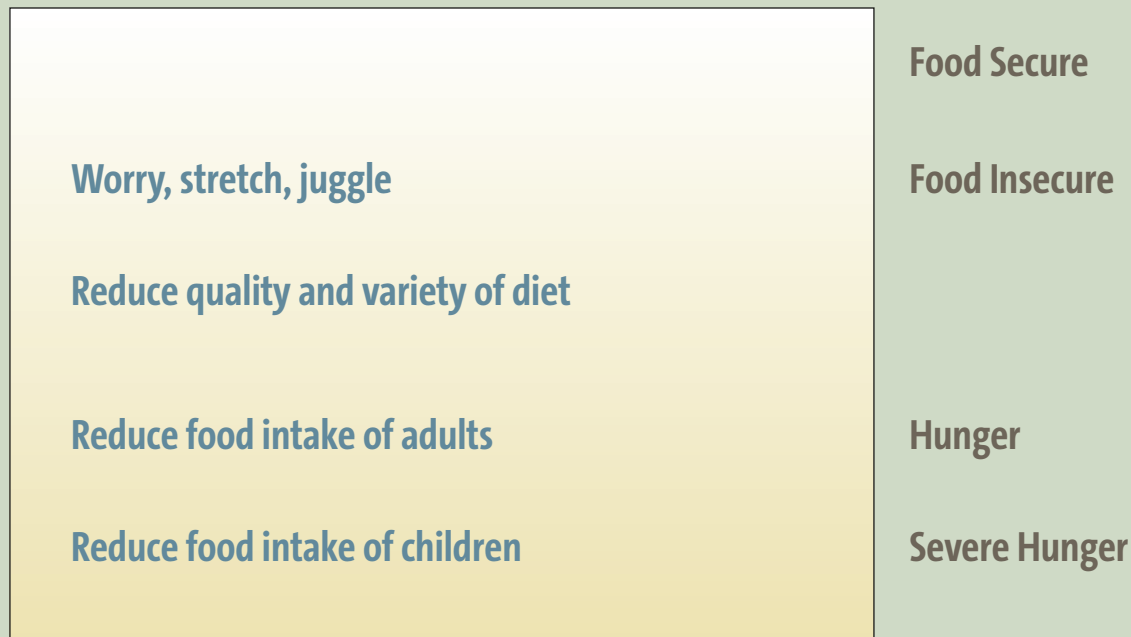 Food Secure
Worry, stretch, juggle
Food Insecure
Reduce quality and variety of diet
Reduce food intake of adults
Hunger
Reduce food intake of children
Severe Hunger